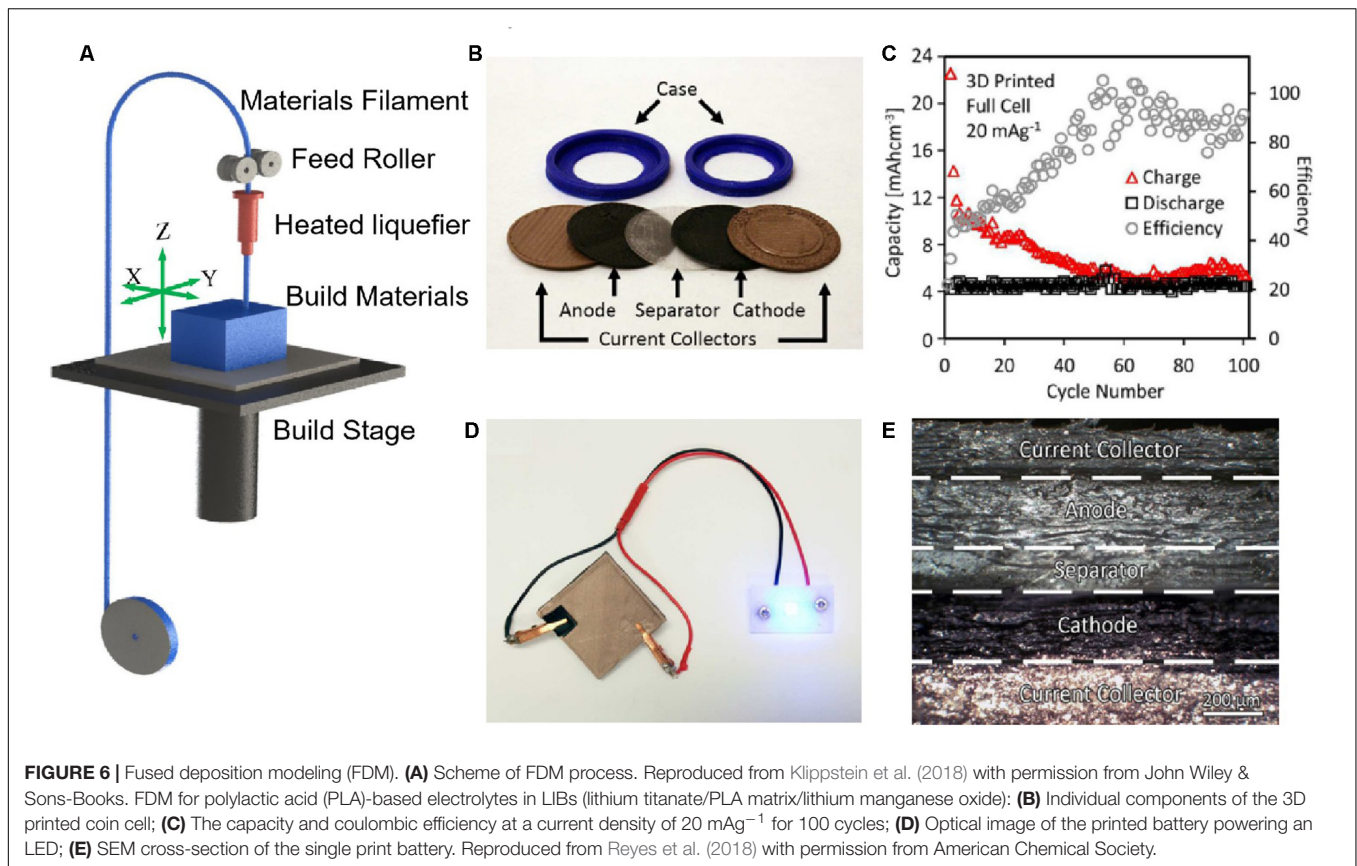 A
Materials Filament
Feed Roller
Heated liquefier
Z
X
Y
Build Materials
Build Stage
B
Case
Anode
Separator
Cathode
Current Collectors
C
24
20
16
12
8
4
0
Capacity [mAhcm⁻³]
3D Printed
Full Cell
20 mAg⁻¹
Charge
Discharge
Efficiency
100
80
60
40
20
0
Efficiency
0
20
40
60
80
100
Cycle Number
D
E
Current Collector
Anode
Separator
Cathode
Current Collector
200 µm
FIGURE 6 | Fused deposition modeling (FDM). (A) Scheme of FDM process. Reproduced from Klippstein et al. (2018) with permission from John Wiley &
Sons-Books. FDM for polylactic acid (PLA)-based electrolytes in LIBs (lithium titanate/PLA matrix/lithium manganese oxide): (B) Individual components of the 3D
printed coin cell; (C) The capacity and coulombic efficiency at a current density of 20 mAg⁻¹ for 100 cycles; (D) Optical image of the printed battery powering an
LED; (E) SEM cross-section of the single print battery. Reproduced from Reyes et al. (2018) with permission from American Chemical Society.